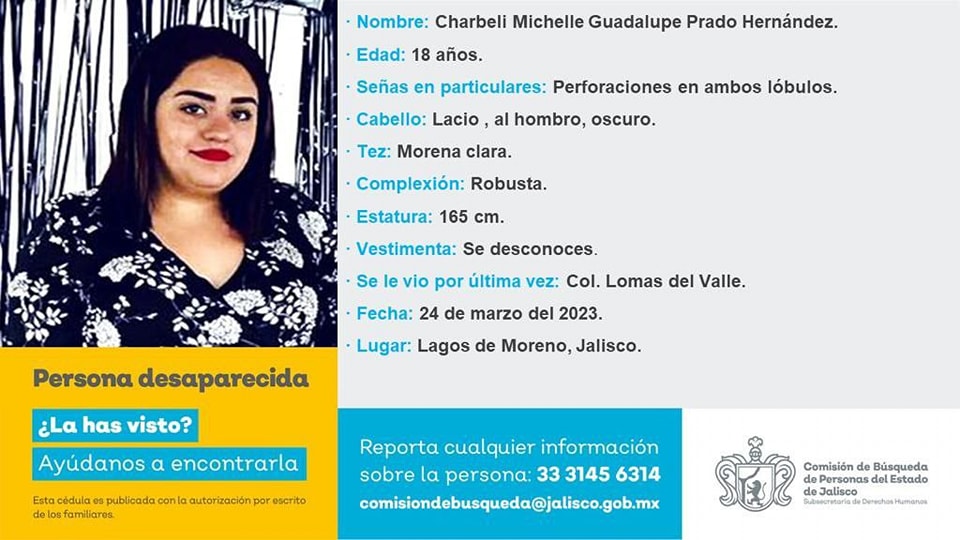 · Nombre: Charbeli Michelle Guadalupe Prado Hernández.
· Edad: 18 años.
· Señas en particulares: Perforaciones en ambos lóbulos.
· Cabello: Lacio , al hombro, oscuro.
· Tez: Morena clara.
· Complexión: Robusta.
· Estatura: 165 cm.
· Vestimenta: Se desconoces.
· Se le vio por última vez: Col. Lomas del Valle.
· Fecha: 24 de marzo del 2023.
· Lugar: Lagos de Moreno, Jalisco.
Persona desaparecida
¿La has visto?
Ayúdanos a encontrarla
Esta cédula es publicada con la autorización por escrito
de los familiares.
Reporta cualquier información
sobre la persona: 33 3145 6314
comisiondebusqueda@jalisco.gob.mx
Comisión de Búsqueda
de Personas del Estado
de Jalisco
Subsecretaría de Derechos Humanos